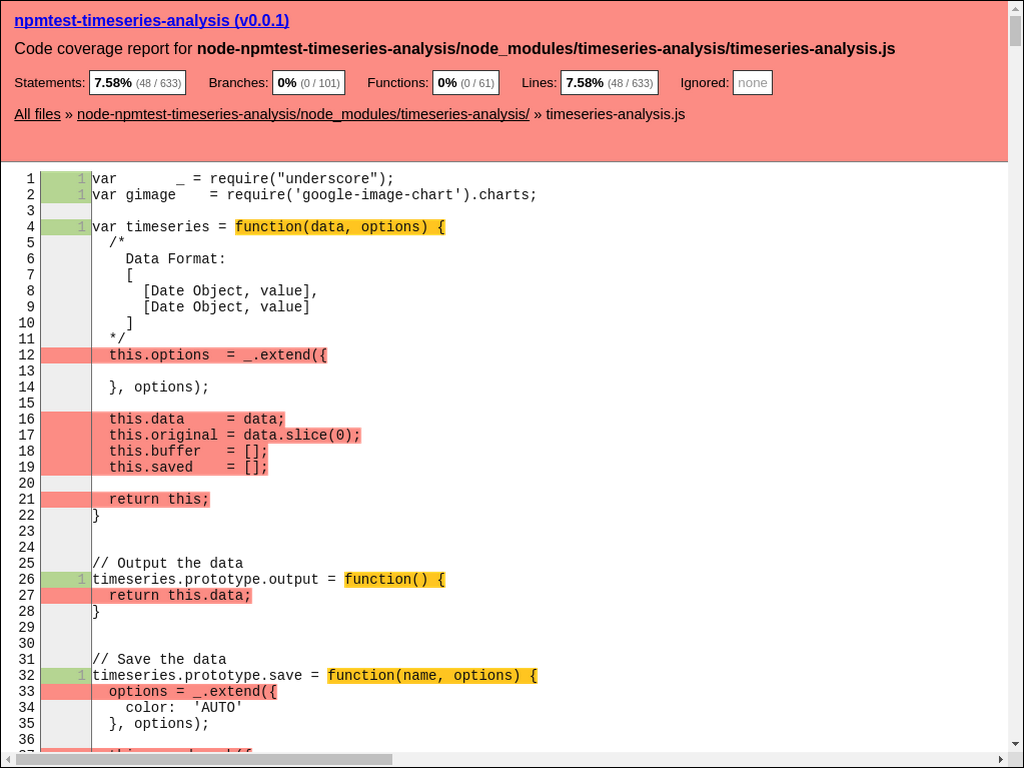 npmtest-timeseries-analysis (v0.0.1)
Code coverage report for node-npmtest-timeseries-analysis/node_modules/timeseries-analysis/timeseries-analysis.js
Statements: 7.58% (48 / 633) Branches: 0% (0 / 101) Functions: 0% (0 / 61) Lines: 7.58% (48 / 633) Ignored: none
All files » node-npmtest-timeseries-analysis/node_modules/timeseries-analysis/ » timeseries-analysis.js
1 1 var       _ = require("underscore");
2 1 var gimage    = require('google-image-chart').charts;
3
4 1 var timeseries = function(data, options) {
5   /*
6     Data Format:
7     [
8       [Date Object, value],
9       [Date Object, value]
10     ]
11   */
12   this.options  = _.extend({
13
14   }, options);
15
16   this.data     = data;
17   this.original = data.slice(0);
18   this.buffer   = [];
19   this.saved    = [];
20
21   return this;
22 }
23
24
25 // Output the data
26 1 timeseries.prototype.output = function() {
27   return this.data;
28 }
29
30
31 // Save the data
32 1 timeseries.prototype.save = function(name, options) {
33   options = _.extend({
34     color:  'AUTO'
35   }, options);
36